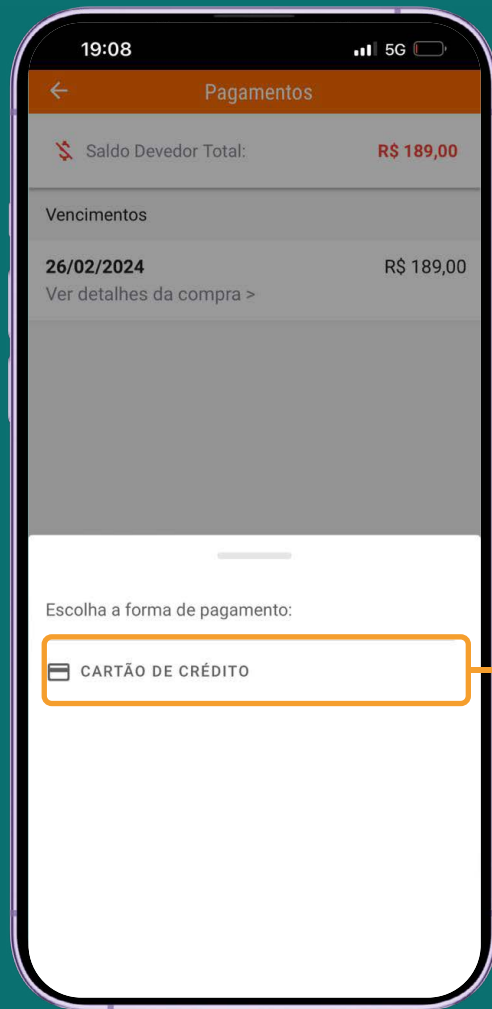 19:08 5G
Pagamentos
Saldo Devedor Total: R$ 189,00
Vencimentos
26/02/2024 R$ 189,00
Ver detalhes da compra >
Escolha a forma de pagamento:
CARTÃO DE CRÉDITO